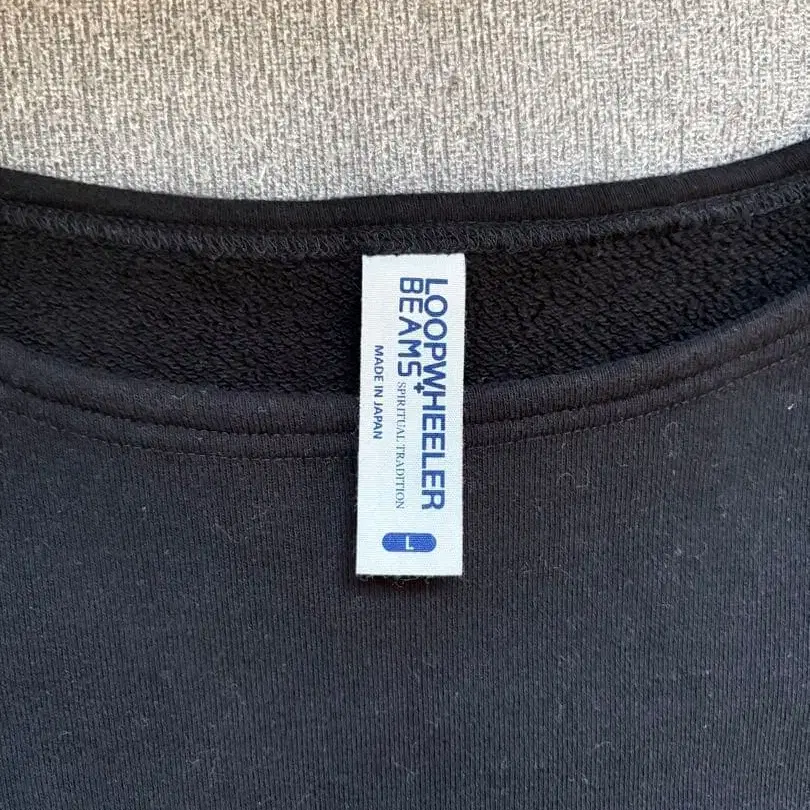 LOOPWHEELER
BEAMS+ SPIRITUAL TRADITION
MADE IN JAPAN
L